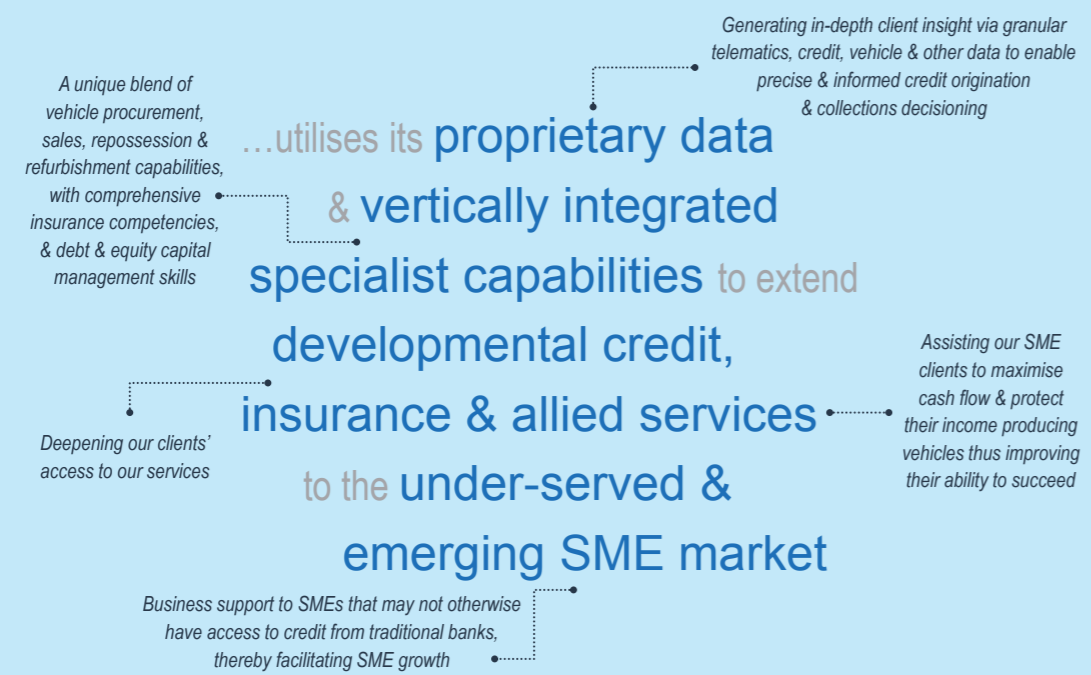 Generating in-depth client insight via granular
telematics, credit, vehicle & other data to enable
precise & informed credit origination
& collections decisioning
A unique blend of
vehicle procurement,
sales, repossession &
refurbishment capabilities,
with comprehensive
insurance competencies,
& debt & equity capital
management skills
…utilises its proprietary data
& vertically integrated
specialist capabilities to extend
developmental credit,
insurance & allied services
to the under-served &
emerging SME market
Assisting our SME
clients to maximise
cash flow & protect
their income producing
vehicles thus improving
their ability to succeed
Deepening our clients’
access to our services
Business support to SMEs that may not otherwise
have access to credit from traditional banks,
thereby facilitating SME growth